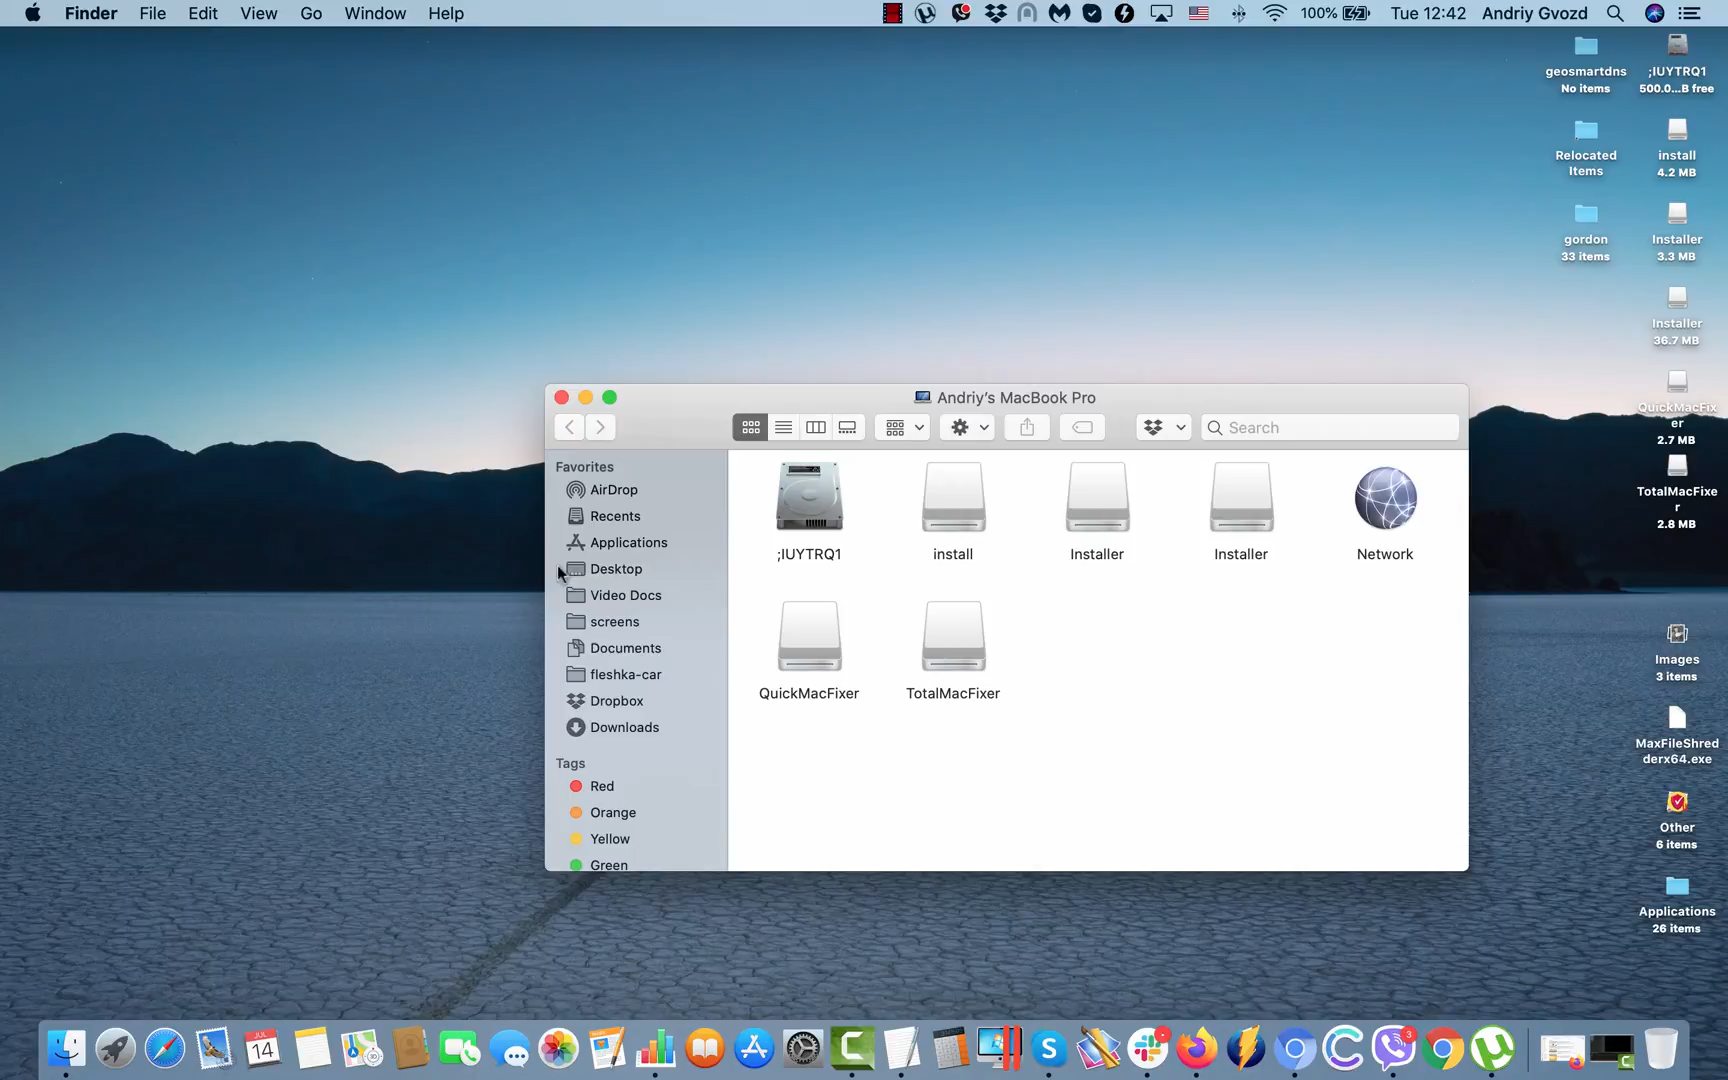 Finder File Edit View Go Window Help
100% Tue 12:42 Andriy Gvozd
geosmartdns
No items
;IUYTRQ1
500.0...B free
Relocated
Items
install
4.2 MB
gordon
33 items
Installer
3.3 MB
Installer
36.7 MB
QuickMacFix
er
2.7 MB
TotalMacFixe
r
2.8 MB
Images
3 items
MaxFileShred
derx64.exe
Other
6 items
Applications
26 items
Andriy's MacBook Pro
Search
Favorites
AirDrop
Recents
Applications
Desktop
Video Docs
screens
Documents
fleshka-car
Dropbox
Downloads
Tags
Red
Orange
Yellow
Green
;IUYTRQ1
install
Installer
Installer
Network
QuickMacFixer
TotalMacFixer
JUL
14
3